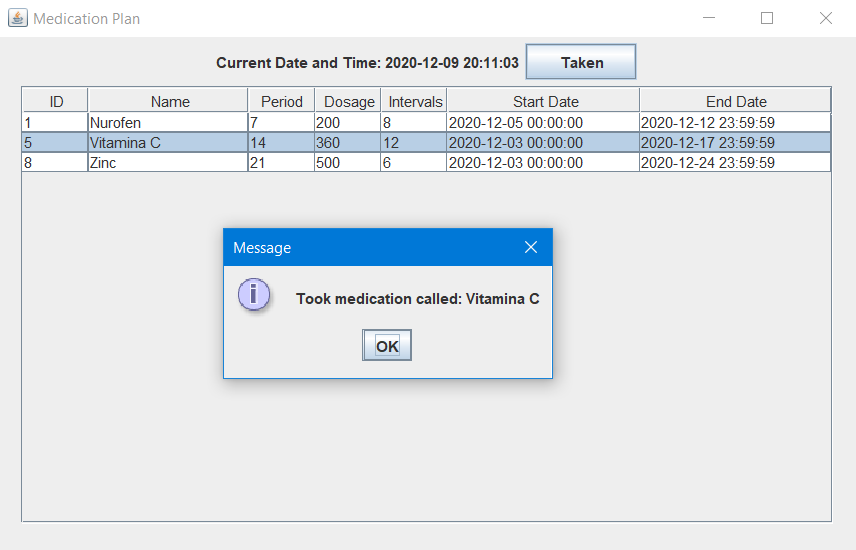 Medication Plan
Current Date and Time: 2020-12-09 20:11:03 Taken
ID Name Period Dosage Intervals Start Date End Date
1 Nurofen 7 200 8 2020-12-05 00:00:00 2020-12-12 23:59:59
5 Vitamina C 14 360 12 2020-12-03 00:00:00 2020-12-17 23:59:59
8 Zinc 21 500 6 2020-12-03 00:00:00 2020-12-24 23:59:59
Message
Took medication called: Vitamina C
OK